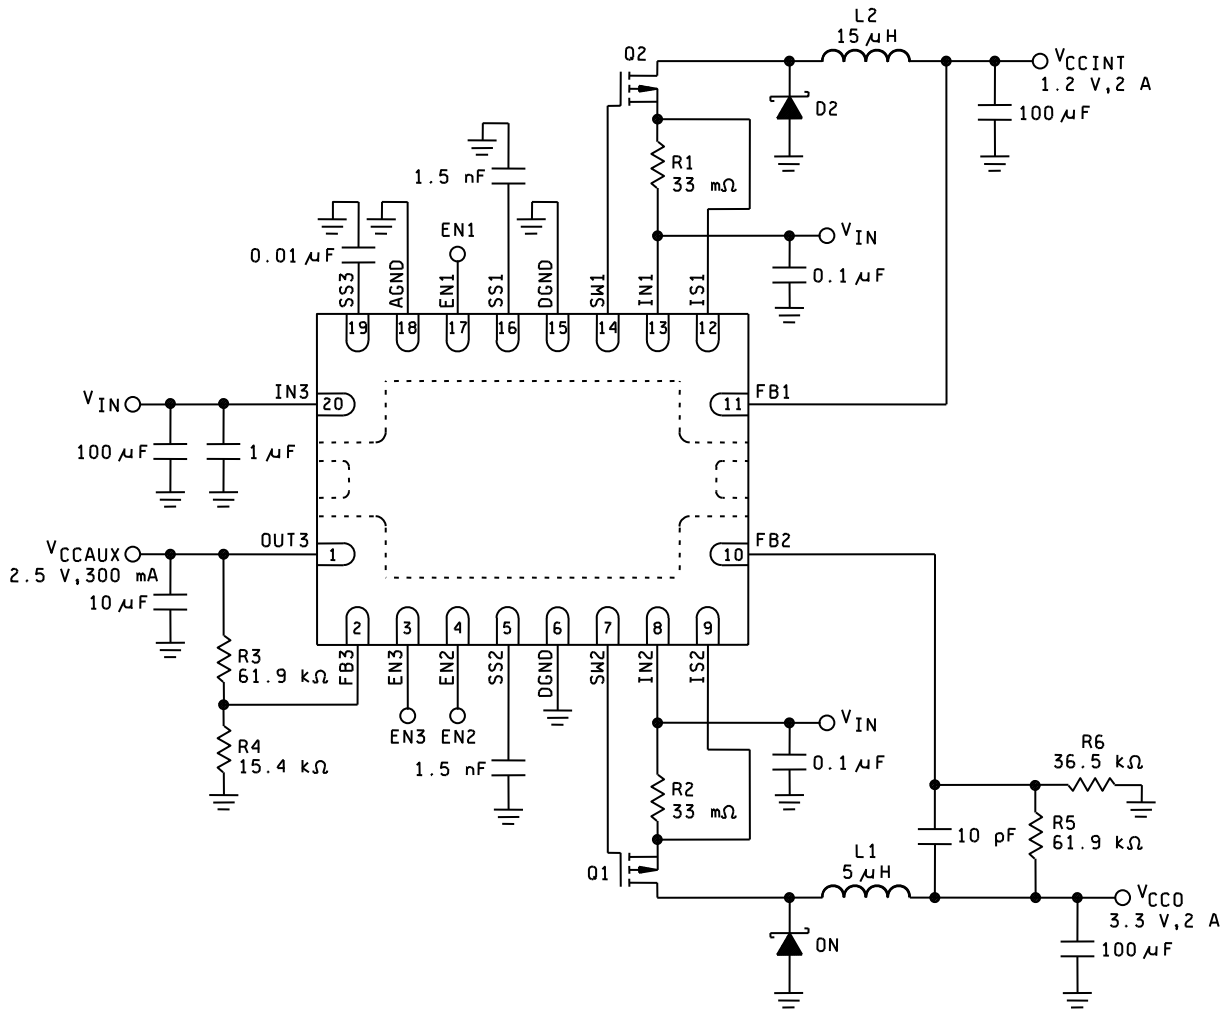 L2
15 μH
Q2
VCCINT
1.2 V,2 A
D2
100 μF
R1
33 mΩ
1.5 nF
EN1
VIN
0.01 μF
0.1 μF
SS3
AGND
EN1
SS1
DGND
SW1
IN1
IS1
19
18
17
16
15
14
13
12
VIN
IN3
20
11
FB1
100 μF
1 μF
VCCAUX
2.5 V,300 mA
OUT3
1
10
FB2
10 μF
2
3
4
5
6
7
8
9
FB3
EN3
EN2
SS2
DGND
SW2
IN2
IS2
R3
61.9 kΩ
EN3
EN2
VIN
R4
15.4 kΩ
1.5 nF
0.1 μF
R6
36.5 kΩ
R2
33 mΩ
10 pF
R5
61.9 kΩ
Q1
L1
5 μH
VCCO
3.3 V,2 A
ON
100 μF